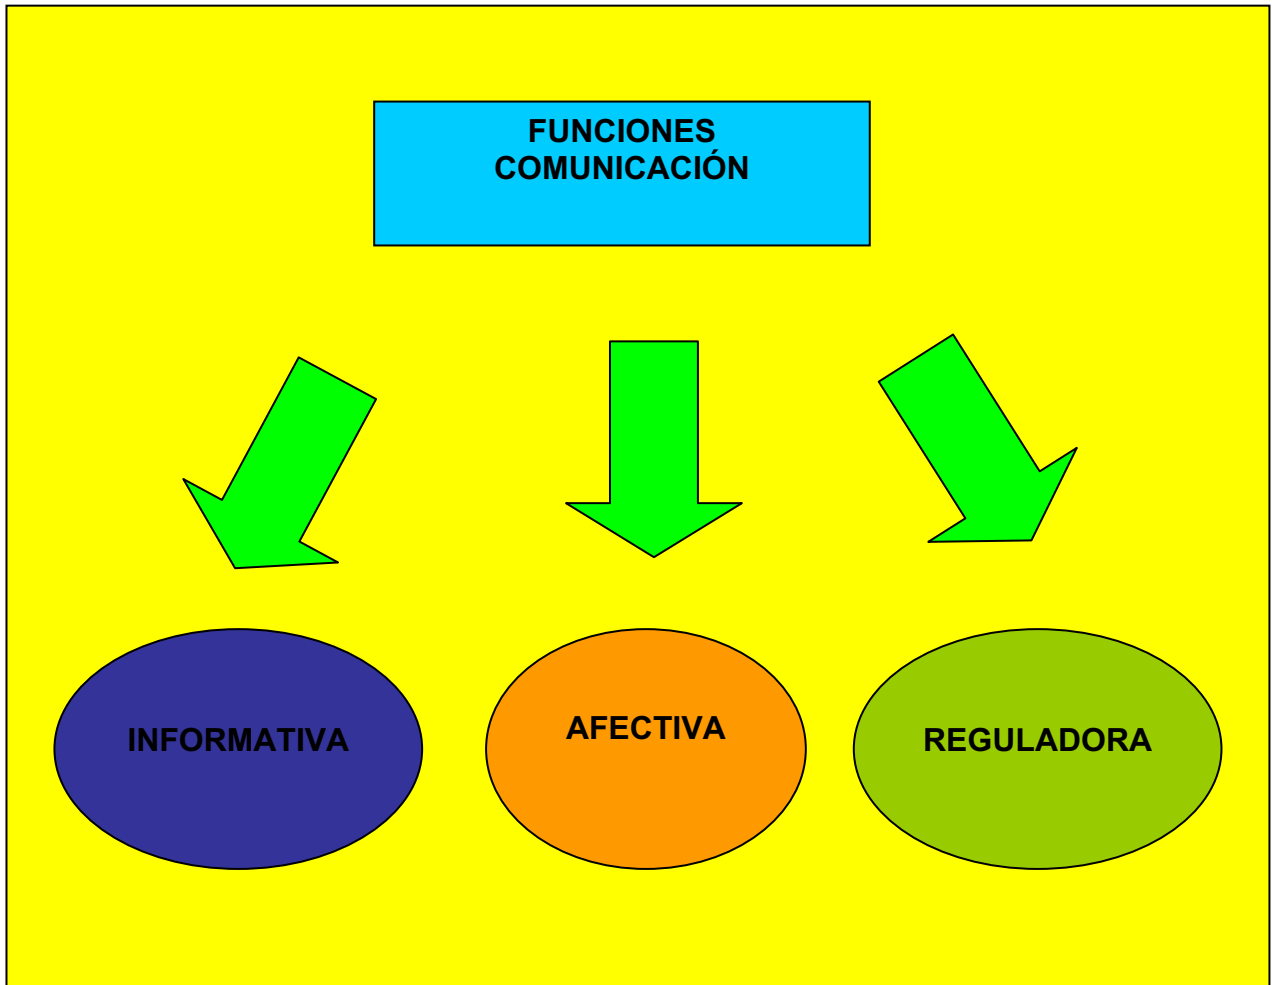 FUNCIONES
COMUNICACIÓN
INFORMATIVA
AFECTIVA
REGULADORA